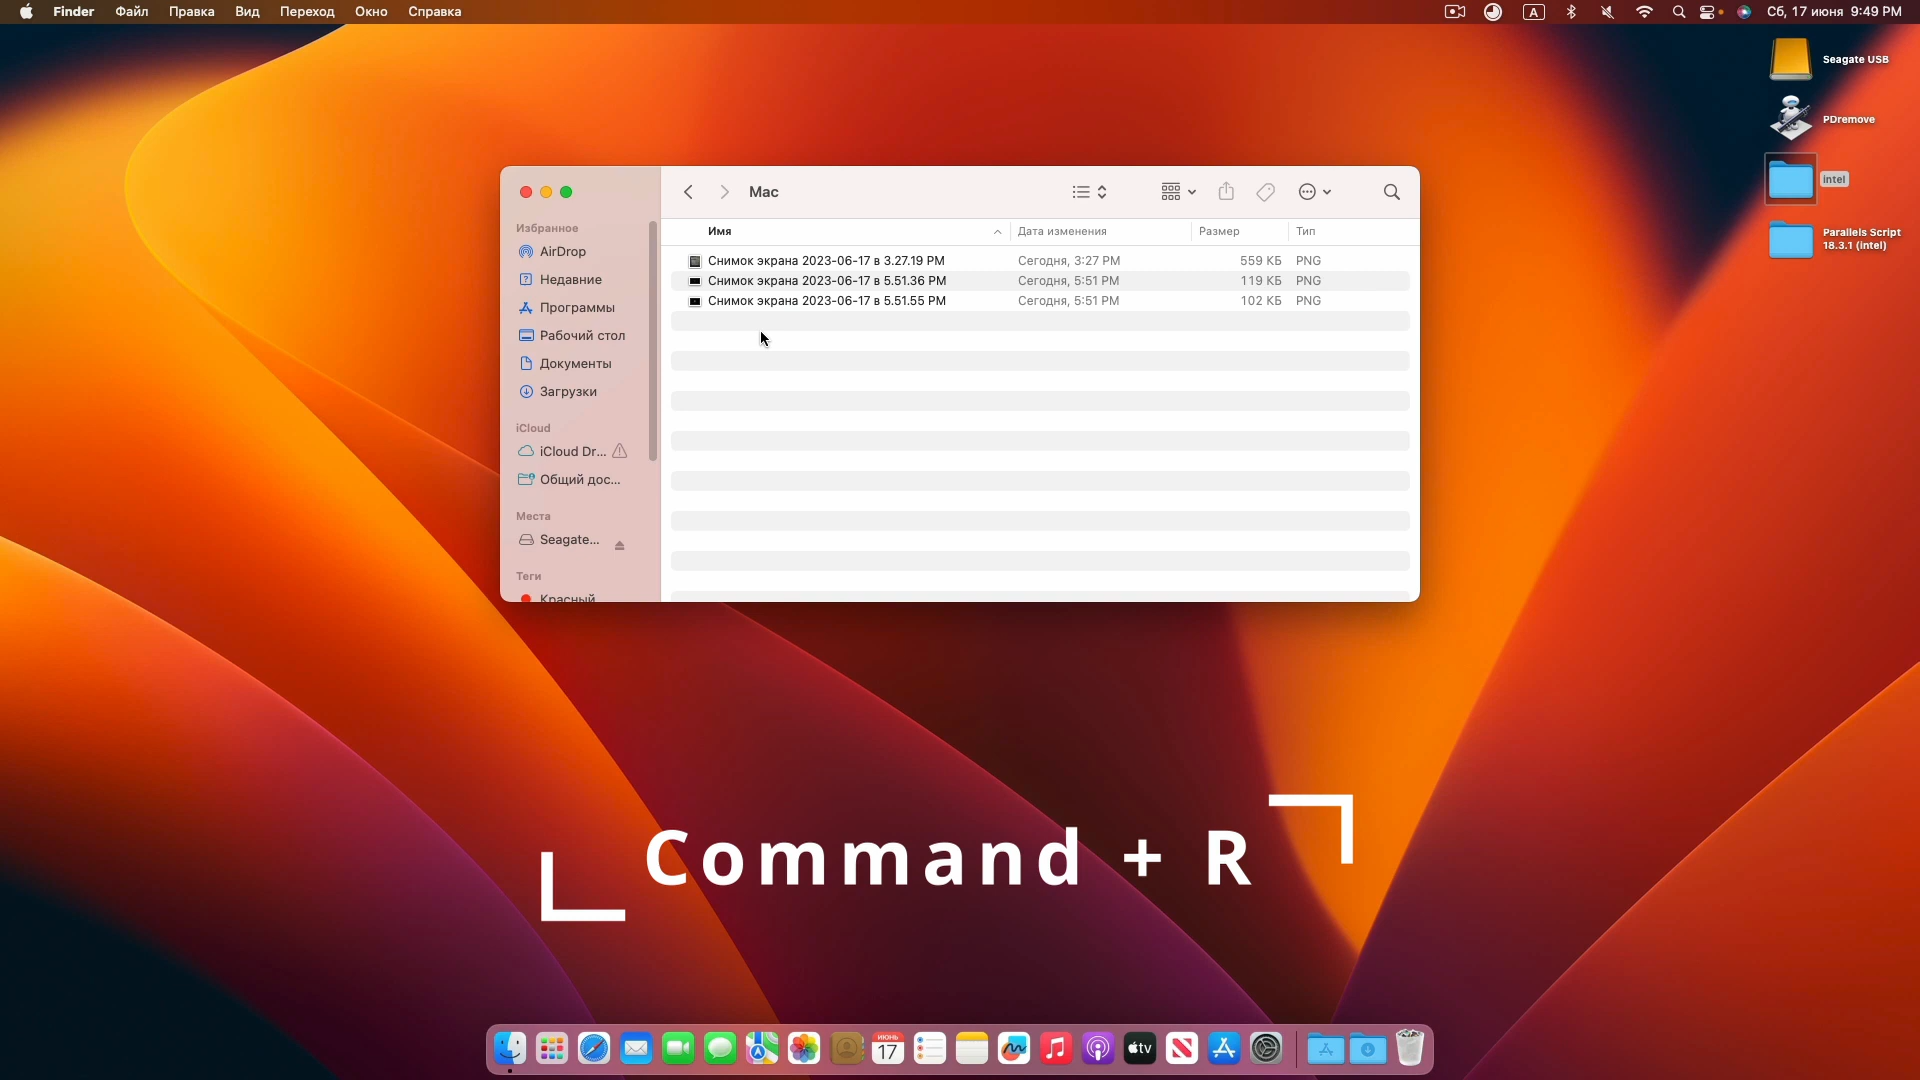 Finder Файл Правка Вид Переход Окно Справка A Сб, 17 июня 9:49 PM
Seagate USB
PDremove
intel
Parallels Script
18.3.1 (intel)
Mac
Избранное
AirDrop
Недавние
Программы
Рабочий стол
Документы
Загрузки
iCloud
iCloud Dr...
Общий дос...
Места
Seagate...
Теги
Красный
Имя Дата изменения Размер Тип
Снимок экрана 2023-06-17 в 3.27.19 PM Сегодня, 3:27 PM 559 КБ PNG
Снимок экрана 2023-06-17 в 5.51.36 PM Сегодня, 5:51 PM 119 КБ PNG
Снимок экрана 2023-06-17 в 5.51.55 PM Сегодня, 5:51 PM 102 КБ PNG
Command + R
ИЮНЬ
17
tv